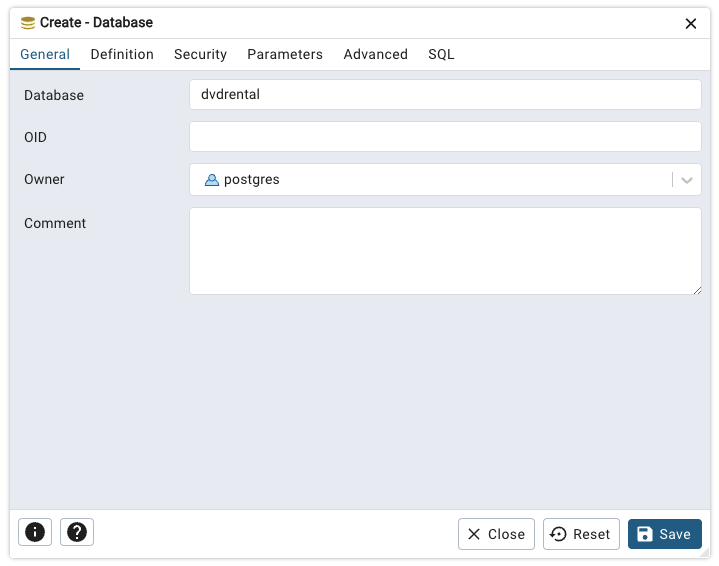 Create - Database
General Definition Security Parameters Advanced SQL
Database dvdrental
OID
Owner postgres
Comment
Close Reset Save